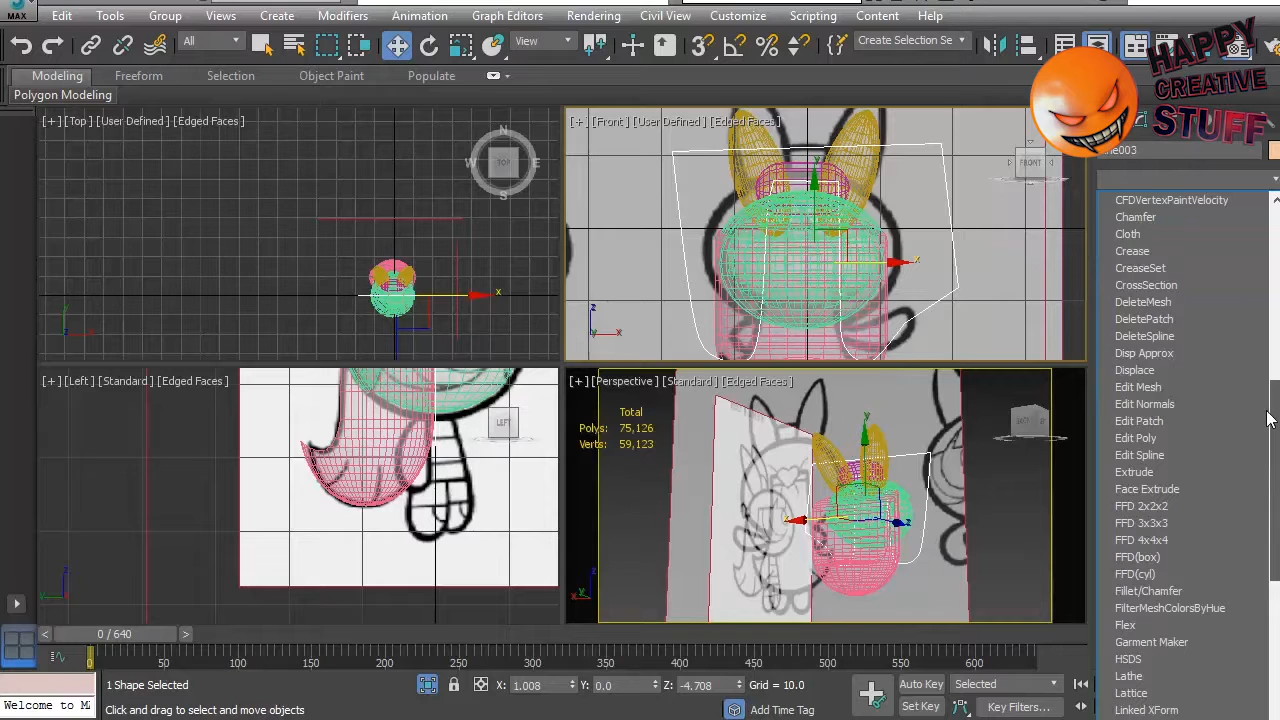 MAX
Edit Tools Group Views Create Modifiers Animation Graph Editors Rendering Civil View Customize Scripting Content Help
All View Create Selection Se
Modeling Freeform Selection Object Paint Populate
Polygon Modeling
HAPPY
CREATIVE
STUFF
[+] [Top] [User Defined] [Edged Faces]
N
W TOP E
S
[+] [Front] [User Defined] [Edged Faces]
FRONT
y
x
x
z
x
[+] [Left] [Standard] [Edged Faces]
LEFT
[+] [Perspective] [Standard] [Edged Faces]
Total
Polys: 75,126
Verts: 59,123
ne003
CFDVertexPaintVelocity
Chamfer
Cloth
Crease
CreaseSet
CrossSection
DeleteMesh
DeletePatch
DeleteSpline
Disp Approx
Displace
Edit Mesh
Edit Normals
Edit Patch
Edit Poly
Edit Spline
Extrude
Face Extrude
FFD 2x2x2
FFD 3x3x3
FFD 4x4x4
FFD(box)
FFD(cyl)
Fillet/Chamfer
FilterMeshColorsByHue
Flex
Garment Maker
HSDS
Lathe
Lattice
Linked XForm
< 0 / 640 >
0 50 100 150 200 250 300 350 400 450 500 550 600
1 Shape Selected X: 1.008 Y: 0.0 Z: -4.708 Grid = 10.0 Auto Key Selected
Welcome to M
Click and drag to select and move objects Add Time Tag Set Key Key Filters...